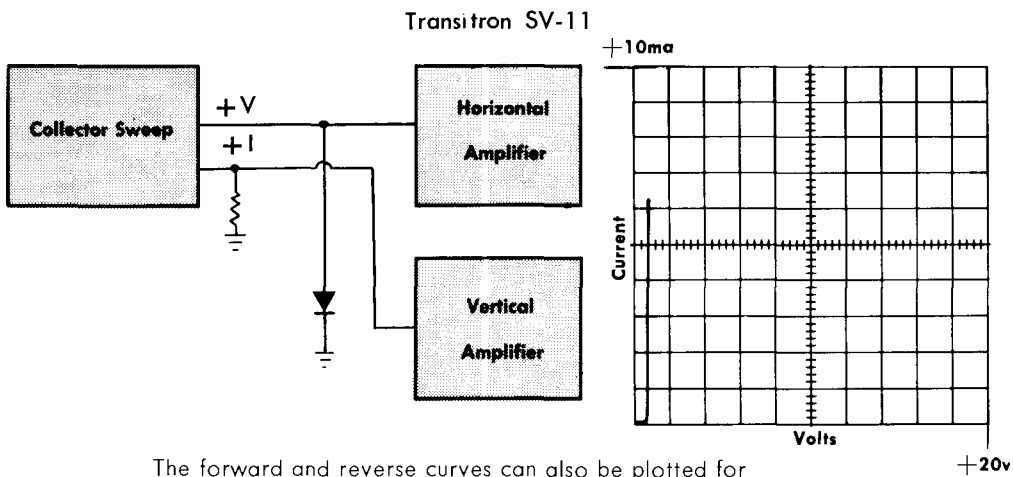 Transitron SV-11
+10ma
Collector Sweep
+V
+I
Horizontal
Amplifier
Vertical
Amplifier
Current
Volts
+20v
The forward and reverse curves can also be plotted for